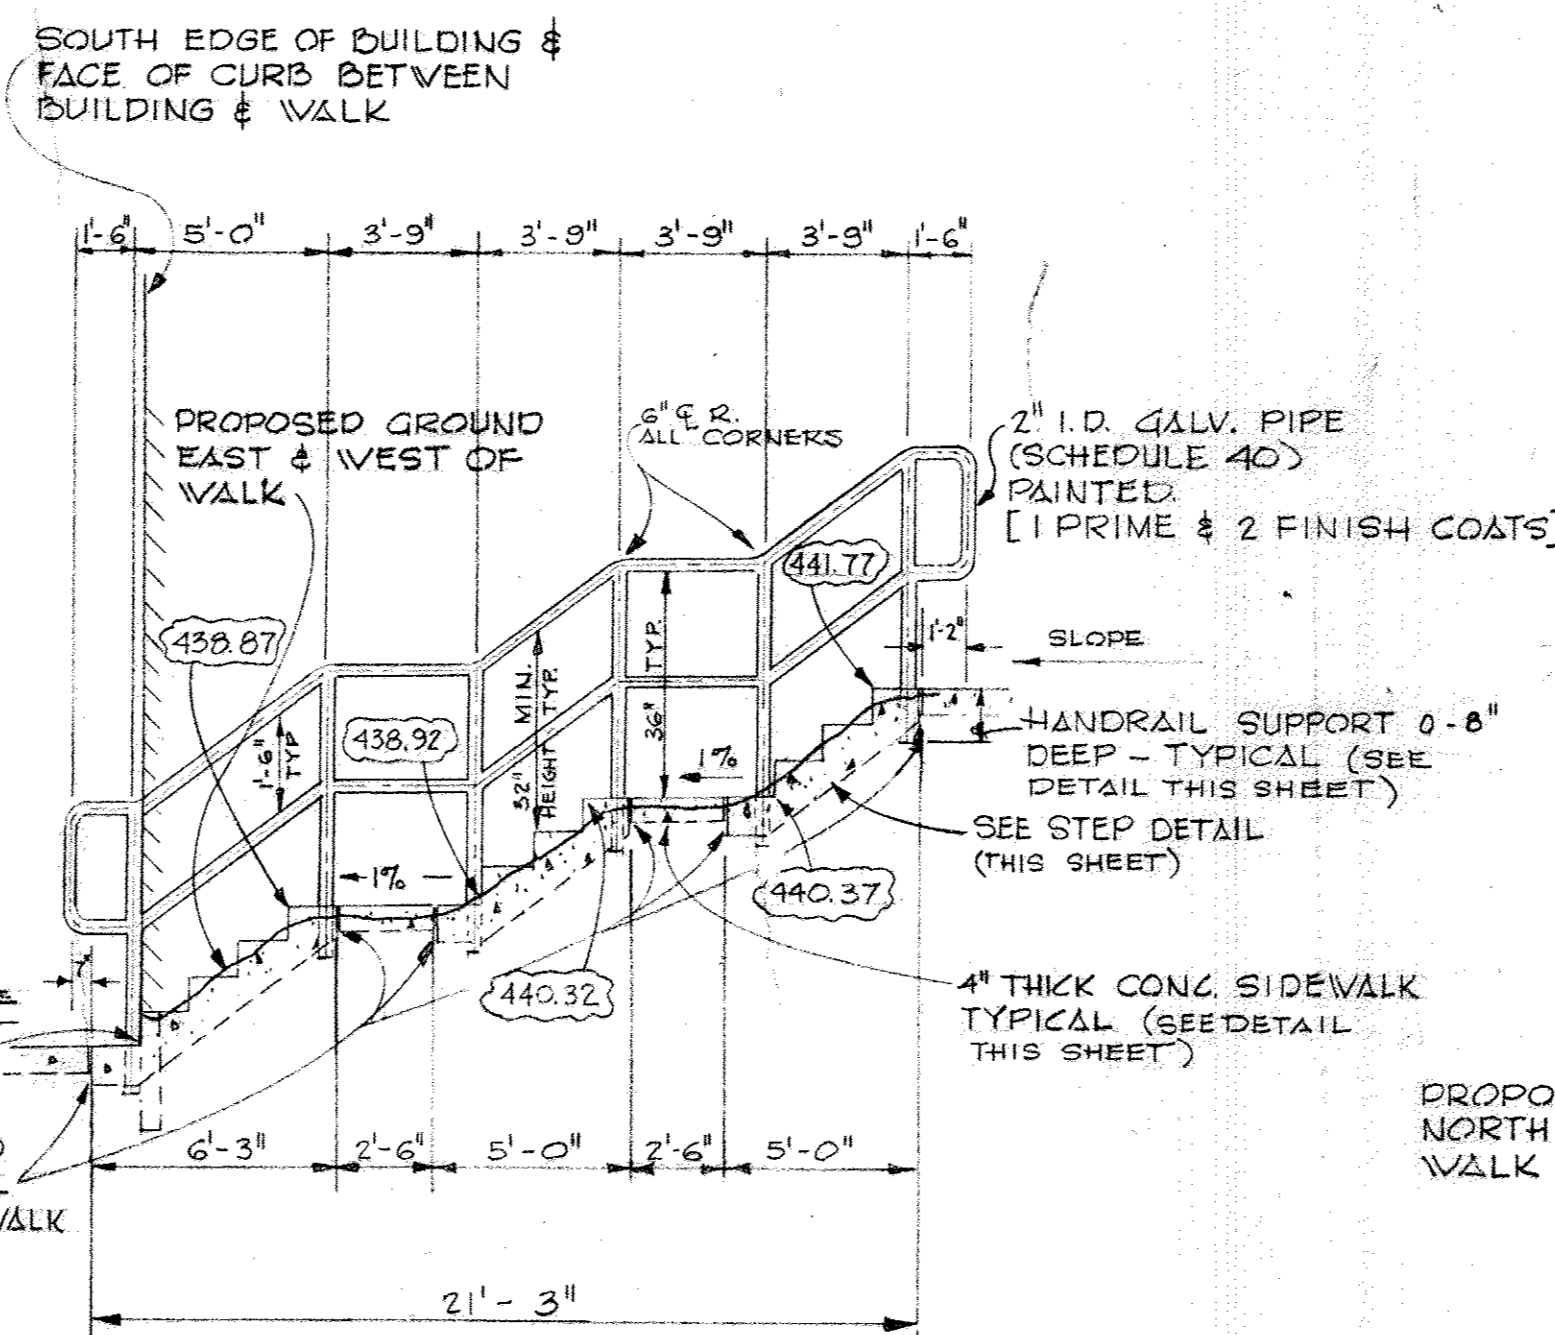 SOUTH EDGE OF BUILDING &
FACE OF CURB BETWEEN
BUILDING & WALK
1'-6" 5'-0" 3'-9" 3'-9" 3'-9" 3'-9" 1'-6"
PROPOSED GROUND
EAST & WEST OF
WALK
6" ℄ R.
ALL CORNERS
2" I.D. GALV. PIPE
(SCHEDULE 40)
PAINTED.
[1 PRIME & 2 FINISH COATS]
441.77
438.87
1'-6"
TYP
438.92
32" MIN.
HEIGHT TYP.
36" TYP.
1%
1'-2"
SLOPE
HANDRAIL SUPPORT 0-8"
DEEP - TYPICAL (SEE
DETAIL THIS SHEET)
SEE STEP DETAIL
(THIS SHEET)
1%
440.37
440.32
7"
4" THICK CONC. SIDEWALK
TYPICAL (SEE DETAIL
THIS SHEET)
PROPO
NORTH
WALK
6'-3" 2'-6" 5'-0" 2'-6" 5'-0"
WALK
21'-3"